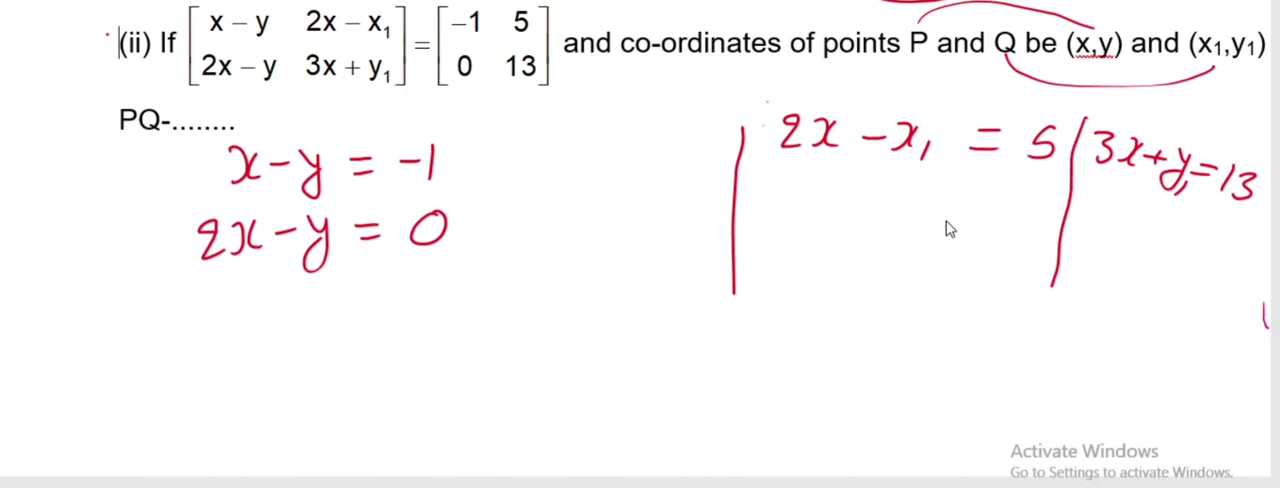 (ii) If [x – y 2x – x₁ = [–1 5 and co-ordinates of points P and Q be (x,y) and (x₁,y₁)
2x – y 3x + y₁] 0 13]
PQ-........
x - y = -1
2x - y = 0
2x - x₁ = 5
3x + y₁ = 13
Activate Windows
Go to Settings to activate Windows.